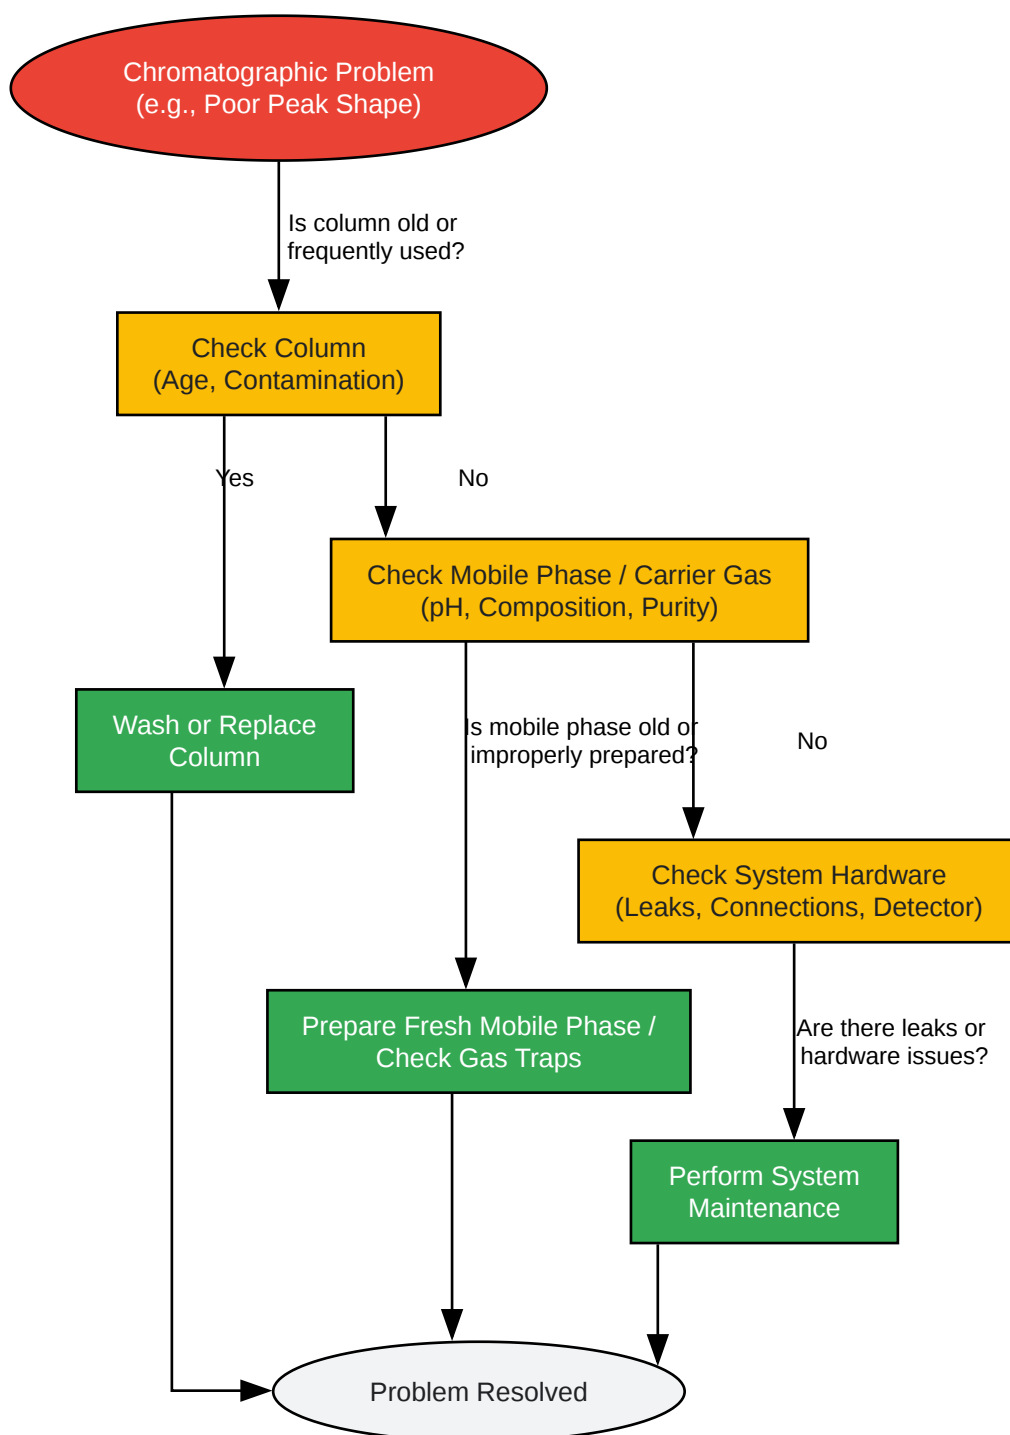 Chromatographic Problem
(e.g., Poor Peak Shape)
Is column old or
frequently used?
Check Column
(Age, Contamination)
Yes
No
Check Mobile Phase / Carrier Gas
(pH, Composition, Purity)
Wash or Replace
Column
Is mobile phase old or
improperly prepared?
No
Check System Hardware
(Leaks, Connections, Detector)
Prepare Fresh Mobile Phase /
Check Gas Traps
Are there leaks or
hardware issues?
Perform System
Maintenance
Problem Resolved